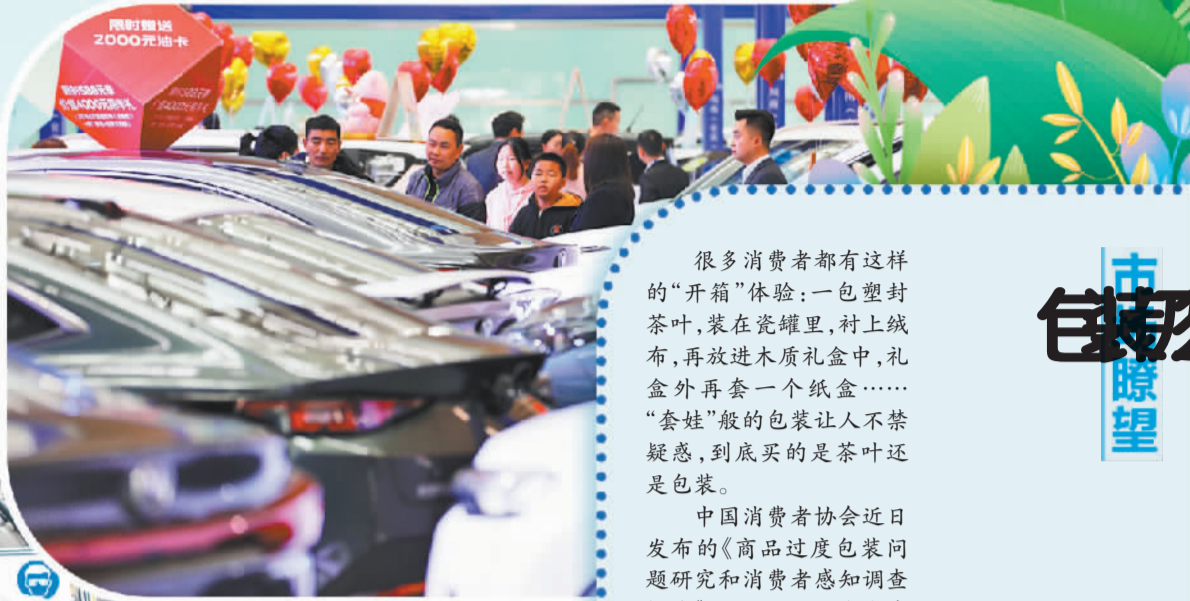 限时赠送
2000元油卡
很多消费者都有这样
的“开箱”体验:一包塑封
茶叶,装在瓷罐里,衬上绒
布,再放进木质礼盒中,礼
盒外再套一个纸盒……
“套娃”般的包装让人不禁
疑惑,到底买的是茶叶还
是包装。
中国消费者协会近日
发布的《商品过度包装问
题研究和消费者感知调查
市场瞭望
包装